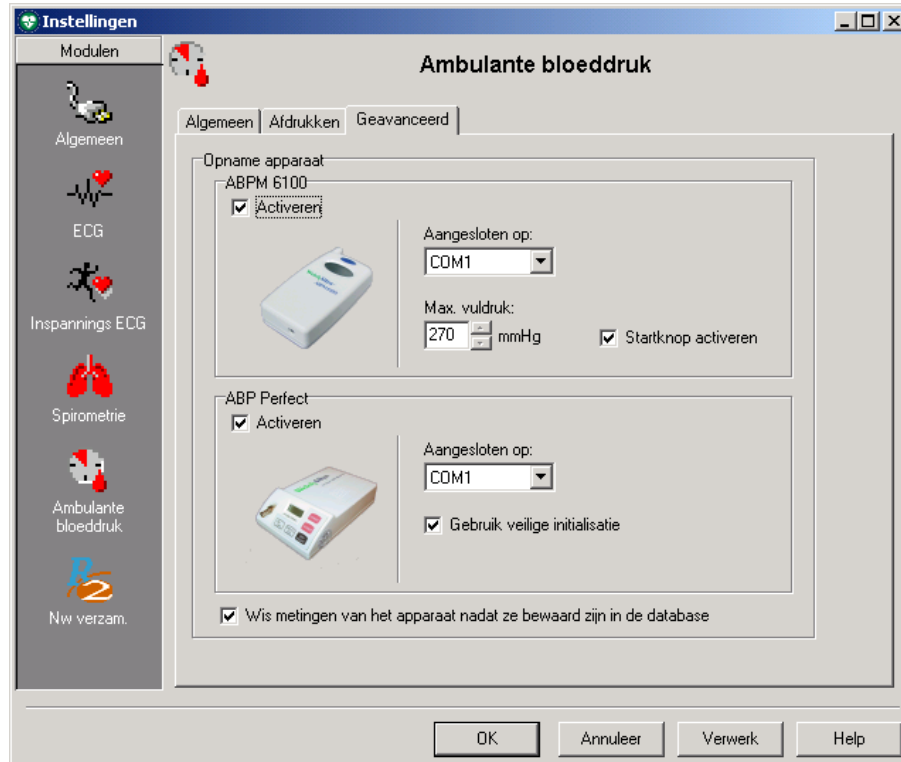 Instellingen
Modulen
Algemeen
ECG
Inspannings ECG
Spirometrie
Ambulante
bloeddruk
Nw verzam.
Ambulante bloeddruk
Algemeen Afdrukken Geavanceerd
Opname apparaat
ABPM 6100
Activeren
Aangesloten op:
COM1
Max. vuldruk:
270 mmHg Startknop activeren
ABP Perfect
Activeren
Aangesloten op:
COM1
Gebruik veilige initialisatie
Wis metingen van het apparaat nadat ze bewaard zijn in de database
OK Annuleer Verwerk Help